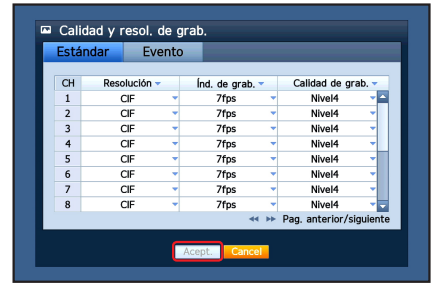 Calidad y resol. de grab.
Estándar Evento
CH Resolución Índ. de grab. Calidad de grab.
1 CIF 7fps Nivel4
2 CIF 7fps Nivel4
3 CIF 7fps Nivel4
4 CIF 7fps Nivel4
5 CIF 7fps Nivel4
6 CIF 7fps Nivel4
7 CIF 7fps Nivel4
8 CIF 7fps Nivel4
Pag. anterior/siguiente
Acept. Cancel